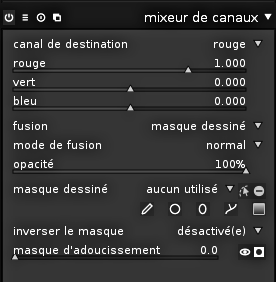 mixeur de canaux
canal de destination rouge
rouge 1.000
vert 0.000
bleu 0.000
fusion masque dessiné
mode de fusion normal
opacité 100%
masque dessiné aucun utilisé
inverser le masque désactivé(e)
masque d'adoucissement 0.0